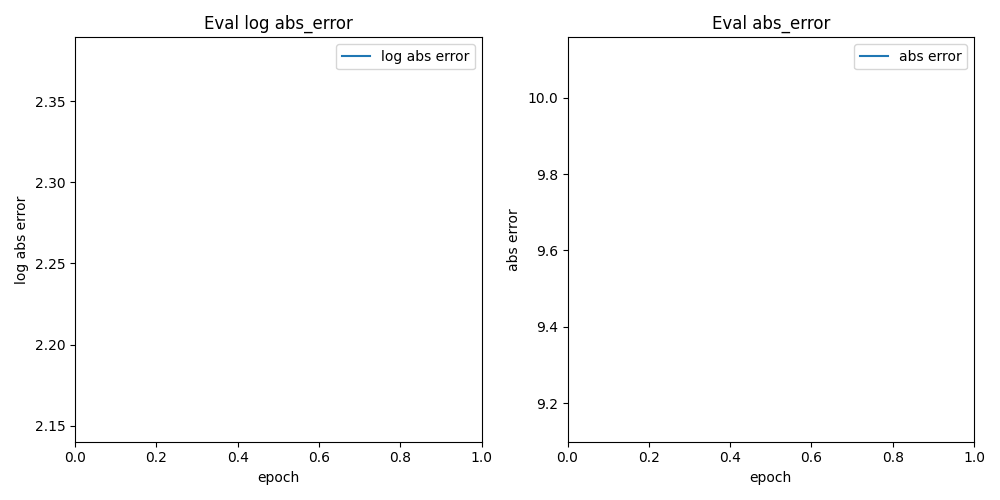 Eval log abs_error
log abs error
2.35
2.30
2.25
2.20
2.15
log abs error
0.0 0.2 0.4 0.6 0.8 1.0
epoch
Eval abs_error
abs error
10.0
9.8
9.6
9.4
9.2
abs error
0.0 0.2 0.4 0.6 0.8 1.0
epoch